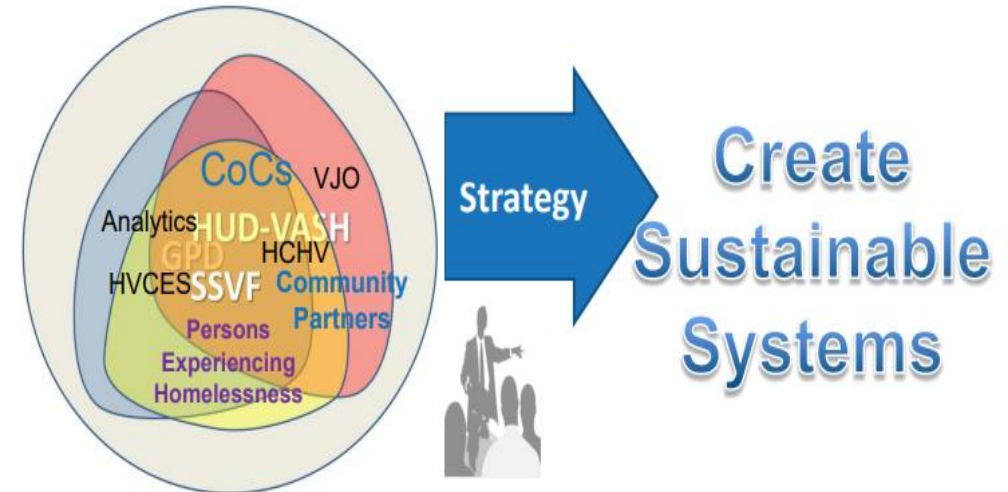 CoCs
VJO
Analytics
HUD-VASH
GPD
HCHV
HVCES
SSVF
Community
Partners
Persons
Experiencing
Homelessness
Strategy
Create
Sustainable
Systems